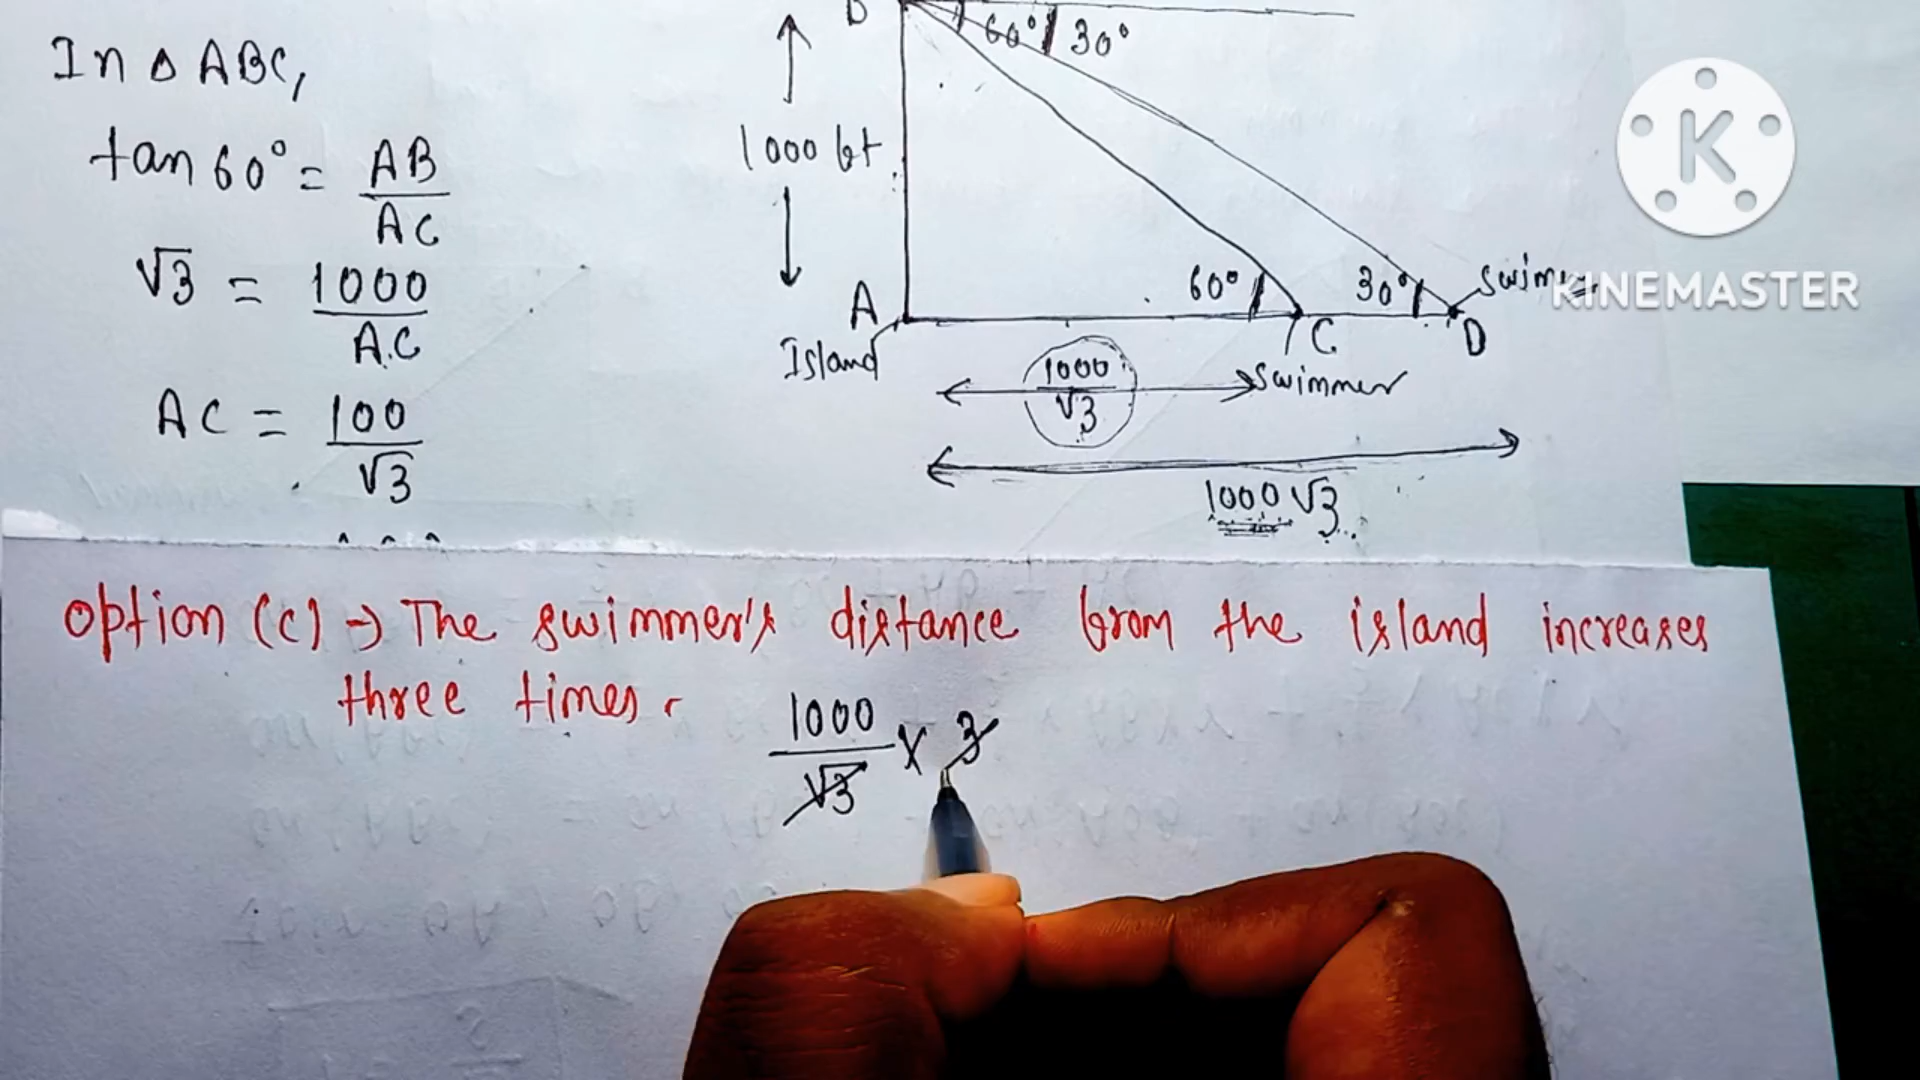 In △ ABC,
tan 60° = AB / AC
√3 = 1000 / AC
AC = 100 / √3
60° 30°
1000 ft
A
Island
60° 30°
C D
swimmer
1000 / √3
1000 √3
option (c) → The swimmer's distance from the island increases
three times.
1000 / √3 × 3
K
KINEMASTER